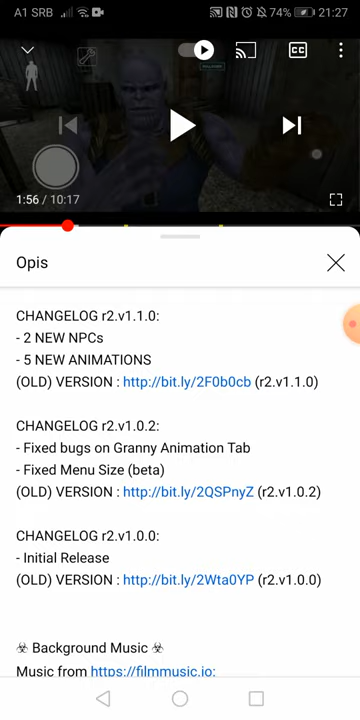 A1 SRB 74% 21:27
CC
1:56 / 10:17
Opis
CHANGELOG r2.v1.1.0:
- 2 NEW NPCs
- 5 NEW ANIMATIONS
(OLD) VERSION : http://bit.ly/2F0b0cb (r2.v1.1.0)
CHANGELOG r2.v1.0.2:
- Fixed bugs on Granny Animation Tab
- Fixed Menu Size (beta)
(OLD) VERSION : http://bit.ly/2QSPnyZ (r2.v1.0.2)
CHANGELOG r2.v1.0.0:
- Initial Release
(OLD) VERSION : http://bit.ly/2Wta0YP (r2.v1.0.0)
☣ Background Music ☣
Music from https://filmmusic.io: